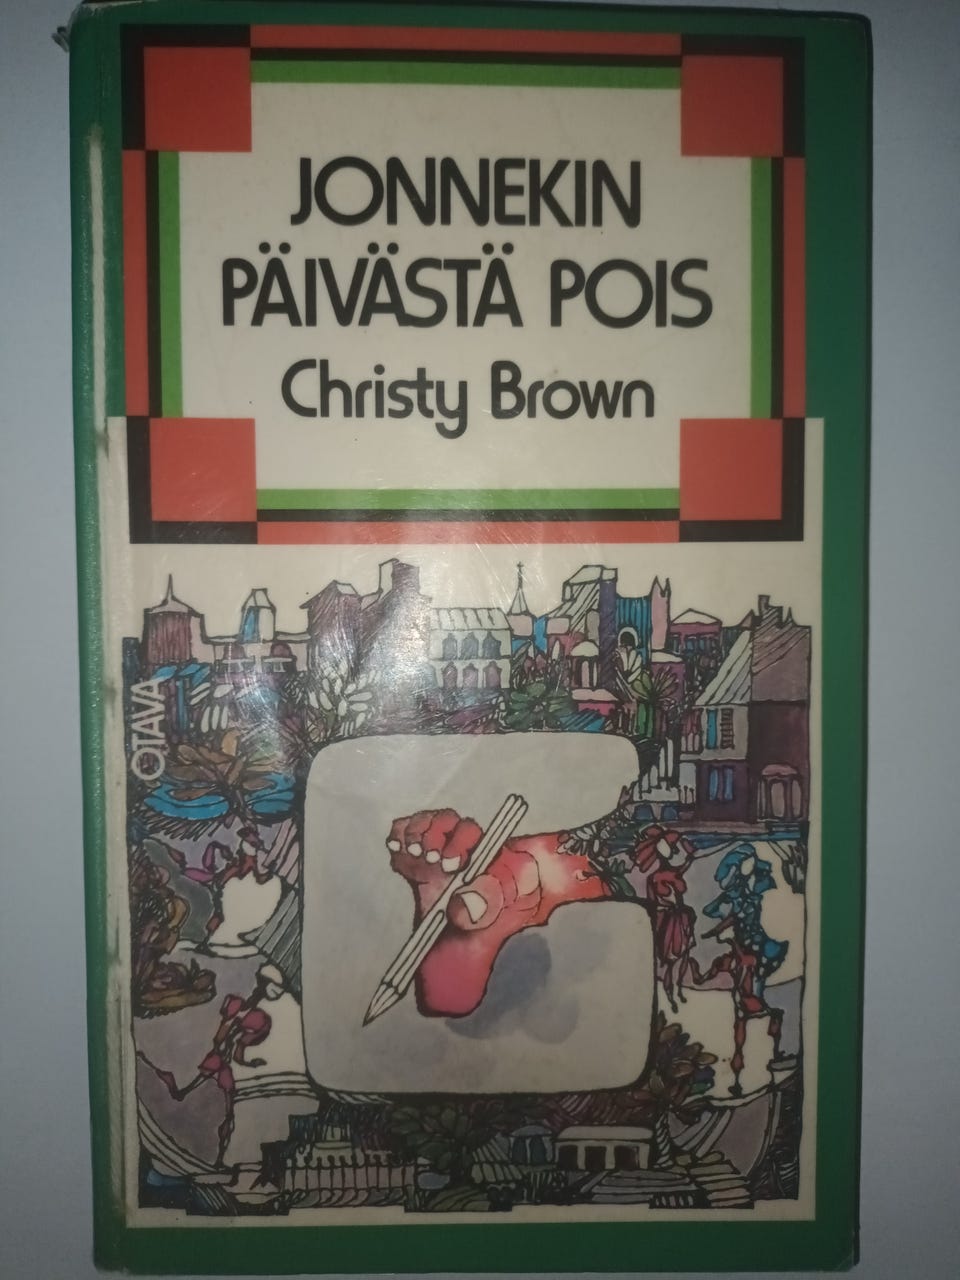 JONNEKIN
PÄIVÄSTÄ POIS
Christy Brown
OTAVA